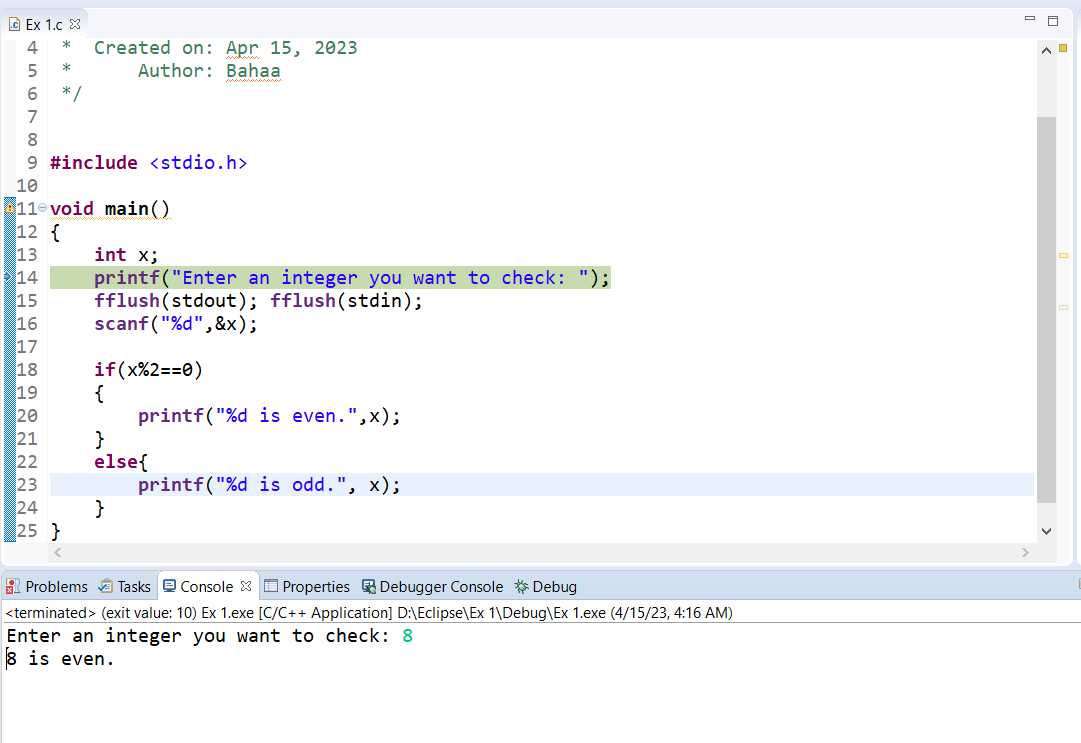 Ex 1.c
4 *  Created on: Apr 15, 2023
5 *      Author: Bahaa
6 */
7
8
9 #include <stdio.h>
10
11 void main()
12 {
13     int x;
14     printf("Enter an integer you want to check: ");
15     fflush(stdout); fflush(stdin);
16     scanf("%d",&x);
17
18     if(x%2==0)
19     {
20         printf("%d is even.",x);
21     }
22     else{
23         printf("%d is odd.", x);
24     }
25 }
Problems Tasks Console Properties Debugger Console Debug
<terminated> (exit value: 10) Ex 1.exe [C/C++ Application] D:\Eclipse\Ex 1\Debug\Ex 1.exe (4/15/23, 4:16 AM)
Enter an integer you want to check: 8
8 is even.